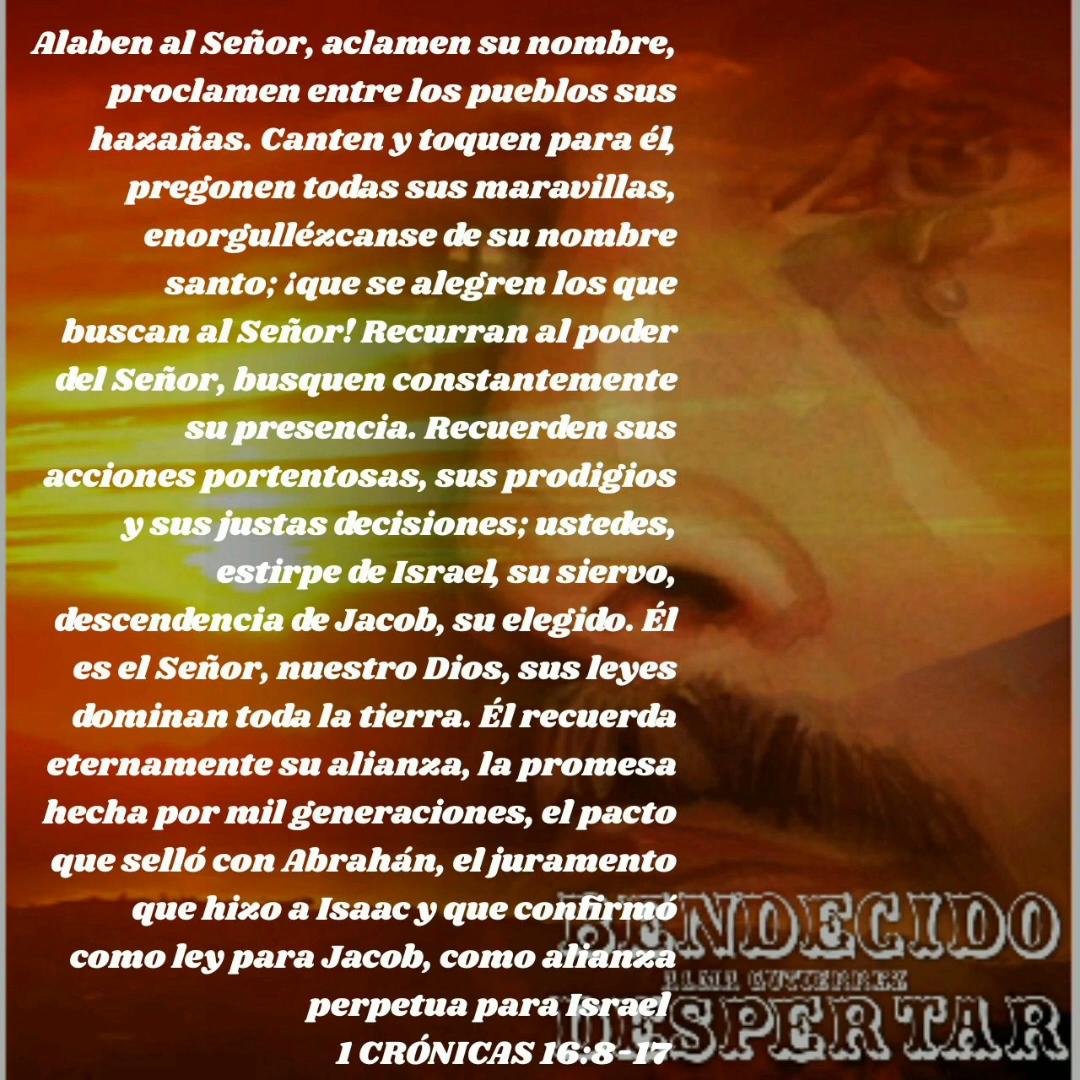 Alaben al Señor, aclamen su nombre,
proclamen entre los pueblos sus
hazañas. Canten y toquen para él,
pregonen todas sus maravillas,
enorgullézcanse de su nombre
santo; ¡que se alegren los que
buscan al Señor! Recurran al poder
del Señor, busquen constantemente
su presencia. Recuerden sus
acciones portentosas, sus prodigios
y sus justas decisiones; ustedes,
estirpe de Israel, su siervo,
descendencia de Jacob, su elegido. Él
es el Señor, nuestro Dios, sus leyes
dominan toda la tierra. Él recuerda
eternamente su alianza, la promesa
hecha por mil generaciones, el pacto
que selló con Abrahán, el juramento
que hizo a Isaac y que confirmó
como ley para Jacob, como alianza
perpetua para Israel
1 CRÓNICAS 16:8-17
BENDECIDO
ALMA GUTIERREZ
DESPERTAR